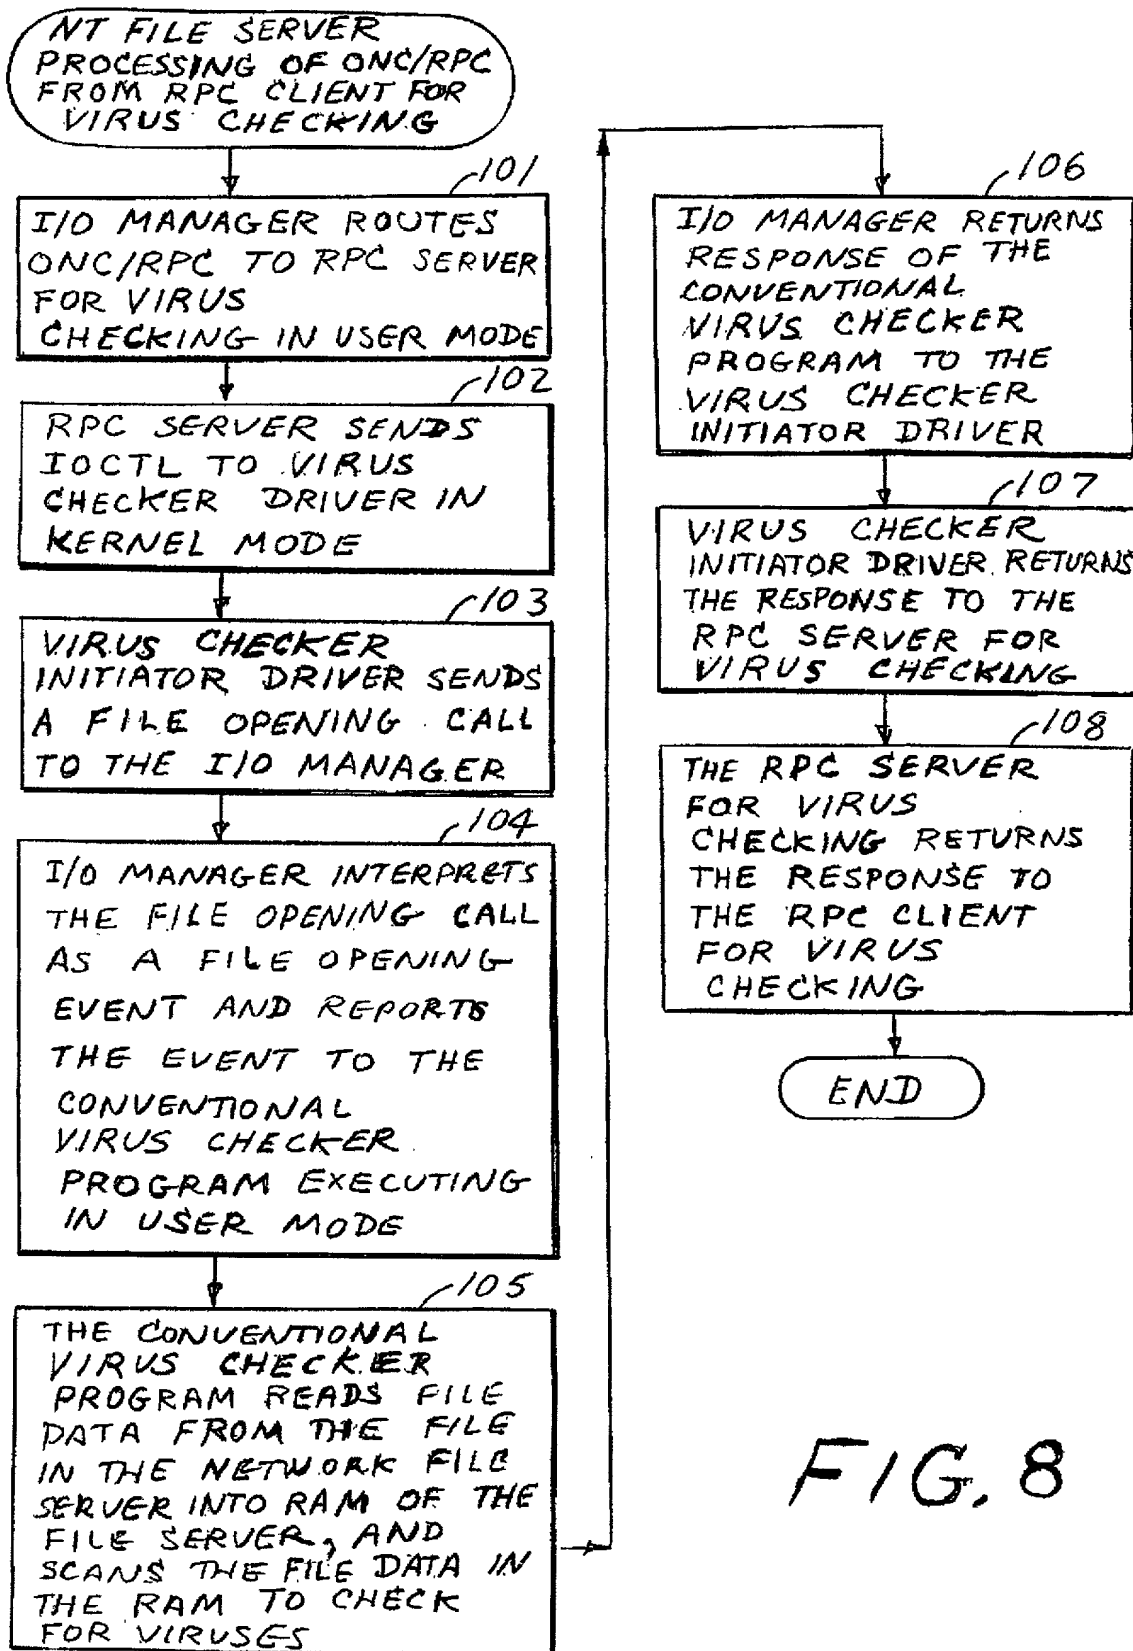 NT FILE SERVER
PROCESSING OF ONC/RPC
FROM RPC CLIENT FOR
VIRUS CHECKING
101
I/O MANAGER ROUTES
ONC/RPC TO RPC SERVER
FOR VIRUS
CHECKING IN USER MODE
102
RPC SERVER SENDS
IOCTL TO VIRUS
CHECKER DRIVER IN
KERNEL MODE
103
VIRUS CHECKER
INITIATOR DRIVER SENDS
A FILE OPENING CALL
TO THE I/O MANAGER
104
I/O MANAGER INTERPRETS
THE FILE OPENING CALL
AS A FILE OPENING
EVENT AND REPORTS
THE EVENT TO THE
CONVENTIONAL
VIRUS CHECKER
PROGRAM EXECUTING
IN USER MODE
105
THE CONVENTIONAL
VIRUS CHECKER
PROGRAM READS FILE
DATA FROM THE FILE
IN THE NETWORK FILE
SERVER INTO RAM OF THE
FILE SERVER, AND
SCANS THE FILE DATA IN
THE RAM TO CHECK
FOR VIRUSES
106
I/O MANAGER RETURNS
RESPONSE OF THE
CONVENTIONAL
VIRUS CHECKER
PROGRAM TO THE
VIRUS CHECKER
INITIATOR DRIVER
107
VIRUS CHECKER
INITIATOR DRIVER RETURNS
THE RESPONSE TO THE
RPC SERVER FOR
VIRUS CHECKING
108
THE RPC SERVER
FOR VIRUS
CHECKING RETURNS
THE RESPONSE TO
THE RPC CLIENT
FOR VIRUS
CHECKING
END
FIG. 8